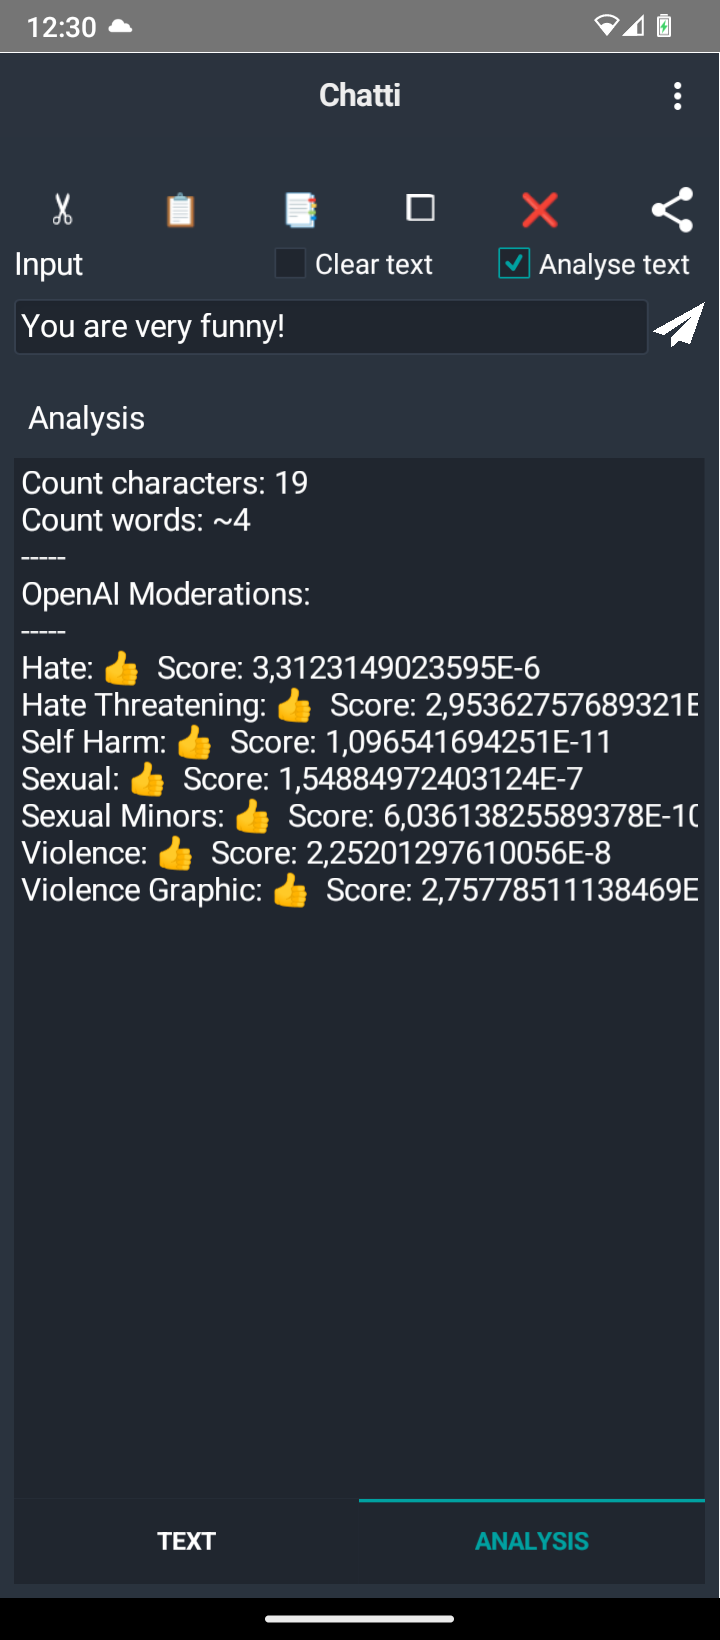 12:30
Chatti
Input Clear text Analyse text
You are very funny!
Analysis
Count characters: 19
Count words: ~4
-----
OpenAI Moderations:
-----
Hate: 👍 Score: 3,3123149023595E-6
Hate Threatening: 👍 Score: 2,95362757689321E
Self Harm: 👍 Score: 1,096541694251E-11
Sexual: 👍 Score: 1,54884972403124E-7
Sexual Minors: 👍 Score: 6,03613825589378E-10
Violence: 👍 Score: 2,25201297610056E-8
Violence Graphic: 👍 Score: 2,75778511138469E
TEXT ANALYSIS